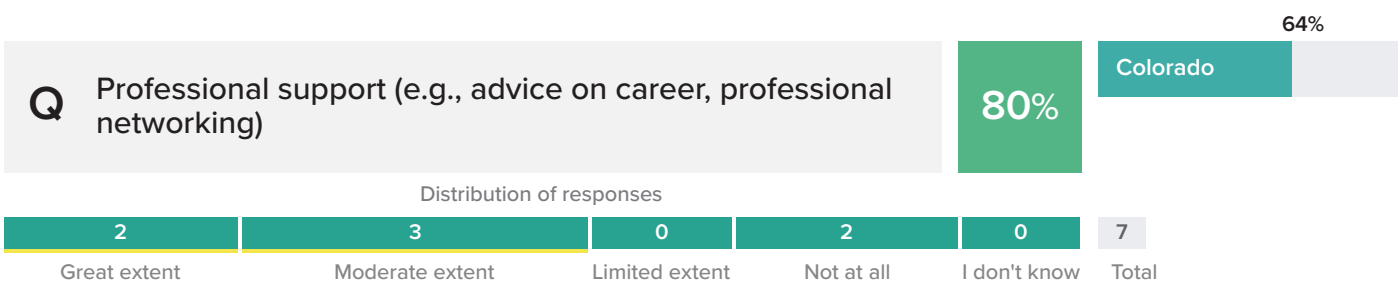 64%
Q
Professional support (e.g., advice on career, professional
networking)
80%
Colorado
Distribution of responses
2 3 0 2 0 7
Great extent Moderate extent Limited extent Not at all I don't know Total